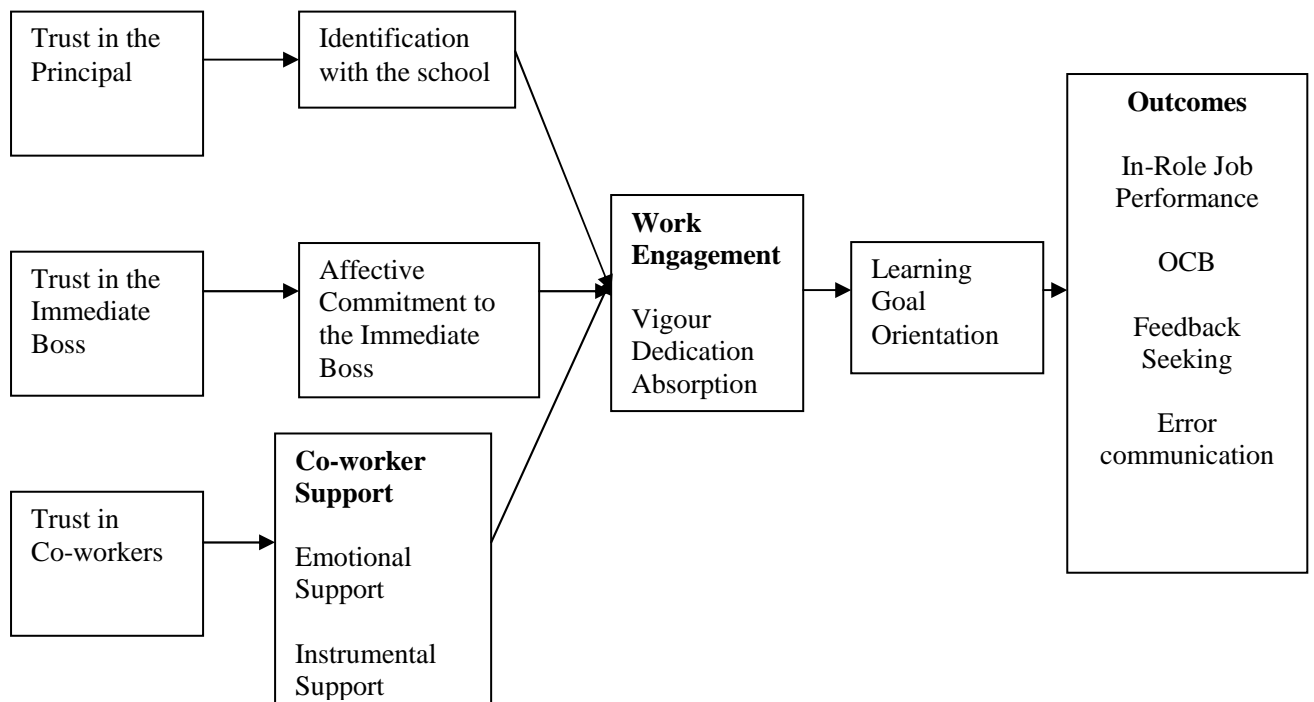 Trust in the
Principal
Identification
with the school
Trust in the
Immediate
Boss
Affective
Commitment to
the Immediate
Boss
Trust in
Co-workers
Co-worker
Support
Emotional
Support
Instrumental
Support
Work
Engagement
Vigour
Dedication
Absorption
Learning
Goal
Orientation
Outcomes
In-Role Job
Performance
OCB
Feedback
Seeking
Error
communication